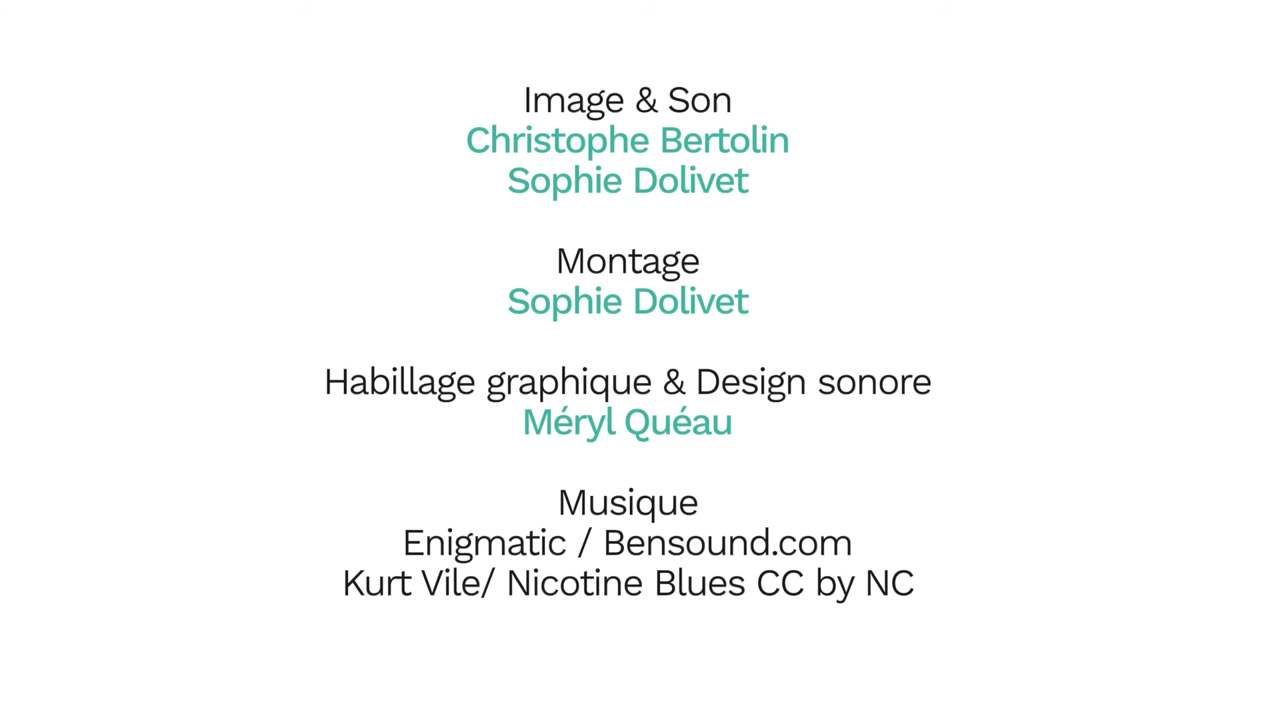 Image & Son
Christophe Bertolin
Sophie Dolivet
Montage
Sophie Dolivet
Habillage graphique & Design sonore
Méryl Quéau
Musique
Enigmatic / Bensound.com
Kurt Vile/ Nicotine Blues CC by NC